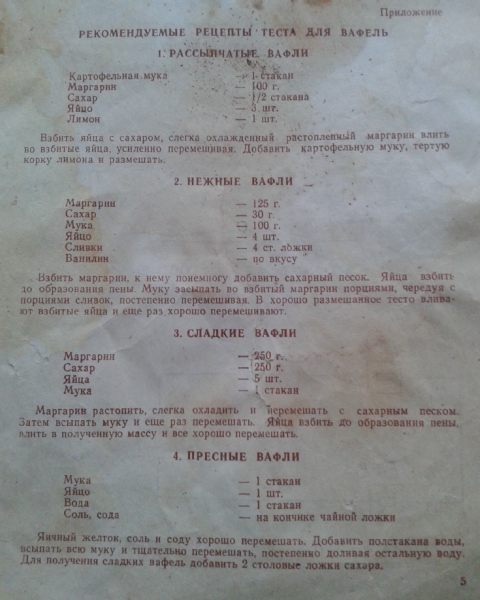 Приложение
РЕКОМЕНДУЕМЫЕ РЕЦЕПТЫ ТЕСТА ДЛЯ ВАФЕЛЬ
1. РАССЫПЧАТЫЕ ВАФЛИ
Картофельная мука — 1 стакан
Маргарин — 100 г.
Сахар — 1/2 стакана
Яйцо — 3 шт.
Лимон — 1 шт.
Взбить яйца с сахаром, слегка охлажденный растопленный маргарин влить
во взбитые яйца, усиленно перемешивая. Добавить картофельную муку, тертую
корку лимона и размешать.
2. НЕЖНЫЕ ВАФЛИ
Маргарин — 125 г.
Сахар — 30 г.
Мука — 100 г.
Яйцо — 4 шт.
Сливки — 4 ст. ложки
Ванилин — по вкусу
Взбить маргарин, к нему понемногу добавить сахарный песок. Яйца взбить
до образования пены. Муку засыпать во взбитый маргарин порциями, чередуя с
порциями сливок, постепенно перемешивая. В хорошо размешанное тесто влива-
ют взбитые яйца и еще раз хорошо перемешивают.
3. СЛАДКИЕ ВАФЛИ
Маргарин — 250 г.
Сахар — 250 г.
Яйца — 5 шт.
Мука — 1 стакан
Маргарин растопить, слегка охладить и перемешать с сахарным песком.
Затем всыпать муку и еще раз перемешать. Яйца взбить до образования пены,
влить в полученную массу и все хорошо перемешать.
4. ПРЕСНЫЕ ВАФЛИ
Мука — 1 стакан
Яйцо — 1 шт.
Вода — 1 стакан
Соль, сода — на кончике чайной ложки
Яичный желток, соль и соду хорошо перемешать. Добавить полстакана воды,
всыпать всю муку и тщательно перемешать, постепенно доливая остальную воду.
Для получения сладких вафель добавить 2 столовые ложки сахара.
5